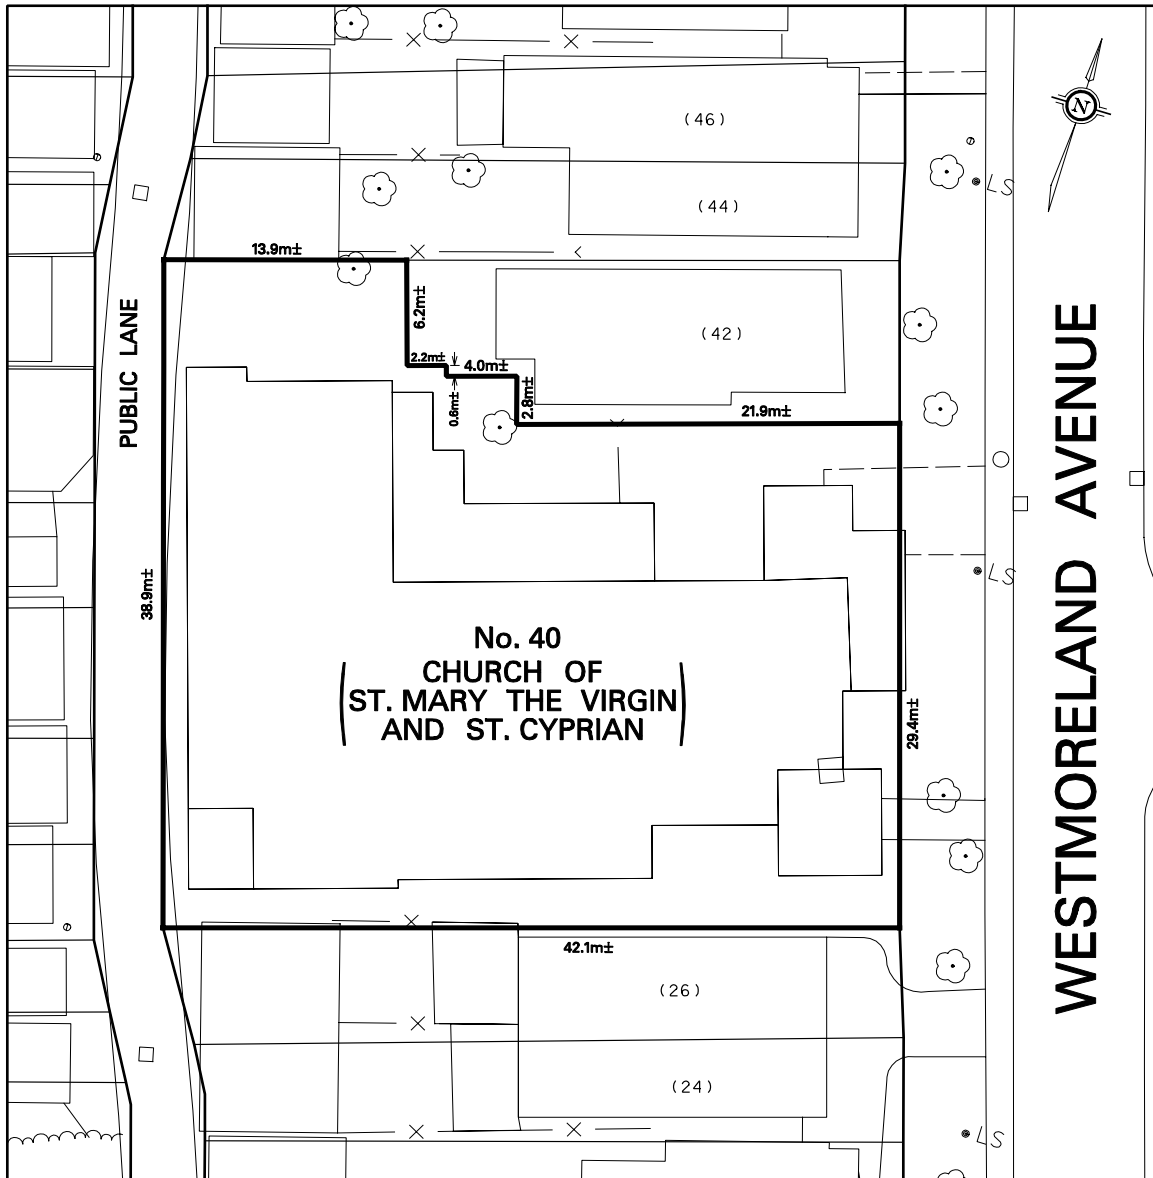 (46)
N
LS
(44)
13.9m±
6.2m±
(42)
PUBLIC LANE
2.2m±
4.0m±
0.6m±
2.8m±
21.9m±
WESTMORELAND AVENUE
LS
38.9m±
No. 40
(CHURCH OF
ST. MARY THE VIRGIN
AND ST. CYPRIAN)
29.4m±
42.1m±
(26)
(24)
LS